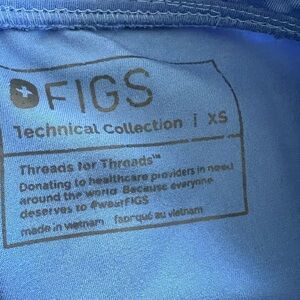 FIGS
Technical Collection | XS
Threads for Threads™
Donating to healthcare providers in need
around the world. Because everyone
deserves to #wearFIGS
made in vietnam fabriqué au vietnam